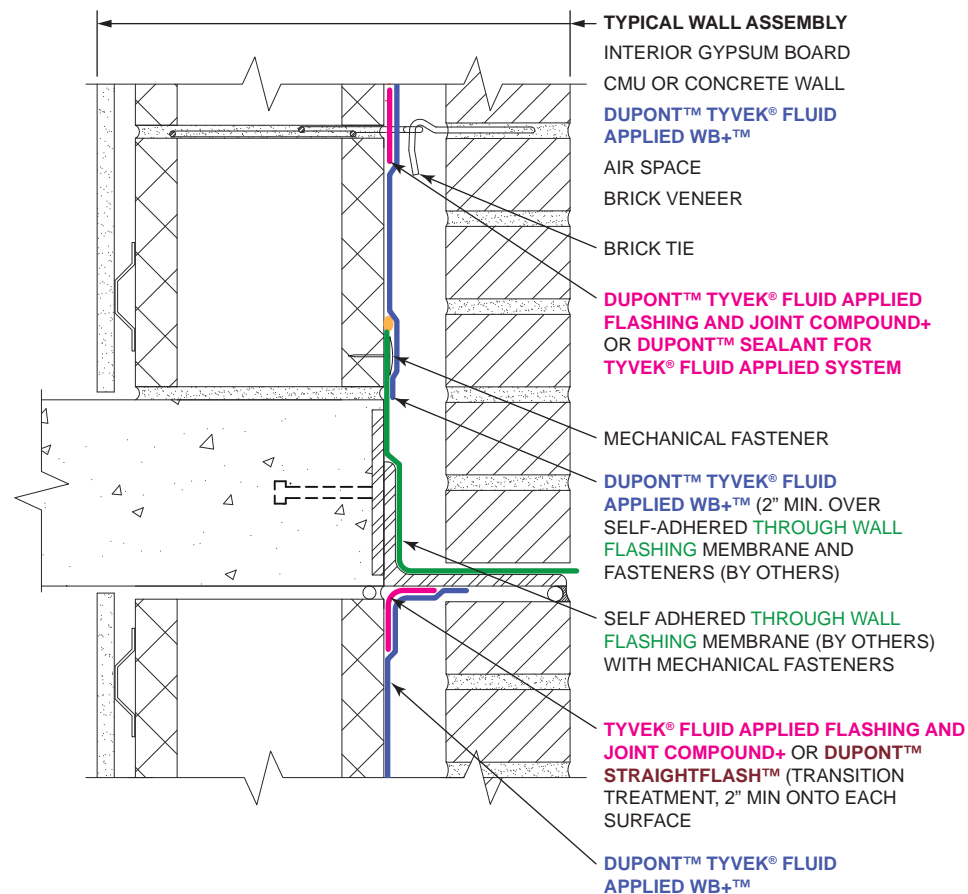 TYPICAL WALL ASSEMBLY
INTERIOR GYPSUM BOARD
CMU OR CONCRETE WALL
DUPONT™ TYVEK® FLUID
APPLIED WB+™
AIR SPACE
BRICK VENEER
BRICK TIE
DUPONT™ TYVEK® FLUID APPLIED
FLASHING AND JOINT COMPOUND+
OR DUPONT™ SEALANT FOR
TYVEK® FLUID APPLIED SYSTEM
MECHANICAL FASTENER
DUPONT™ TYVEK® FLUID
APPLIED WB+™ (2” MIN. OVER
SELF-ADHERED THROUGH WALL
FLASHING MEMBRANE AND
FASTENERS (BY OTHERS)
SELF ADHERED THROUGH WALL
FLASHING MEMBRANE (BY OTHERS)
WITH MECHANICAL FASTENERS
TYVEK® FLUID APPLIED FLASHING AND
JOINT COMPOUND+ OR DUPONT™
STRAIGHTFLASH™ (TRANSITION
TREATMENT, 2” MIN ONTO EACH
SURFACE
DUPONT™ TYVEK® FLUID
APPLIED WB+™